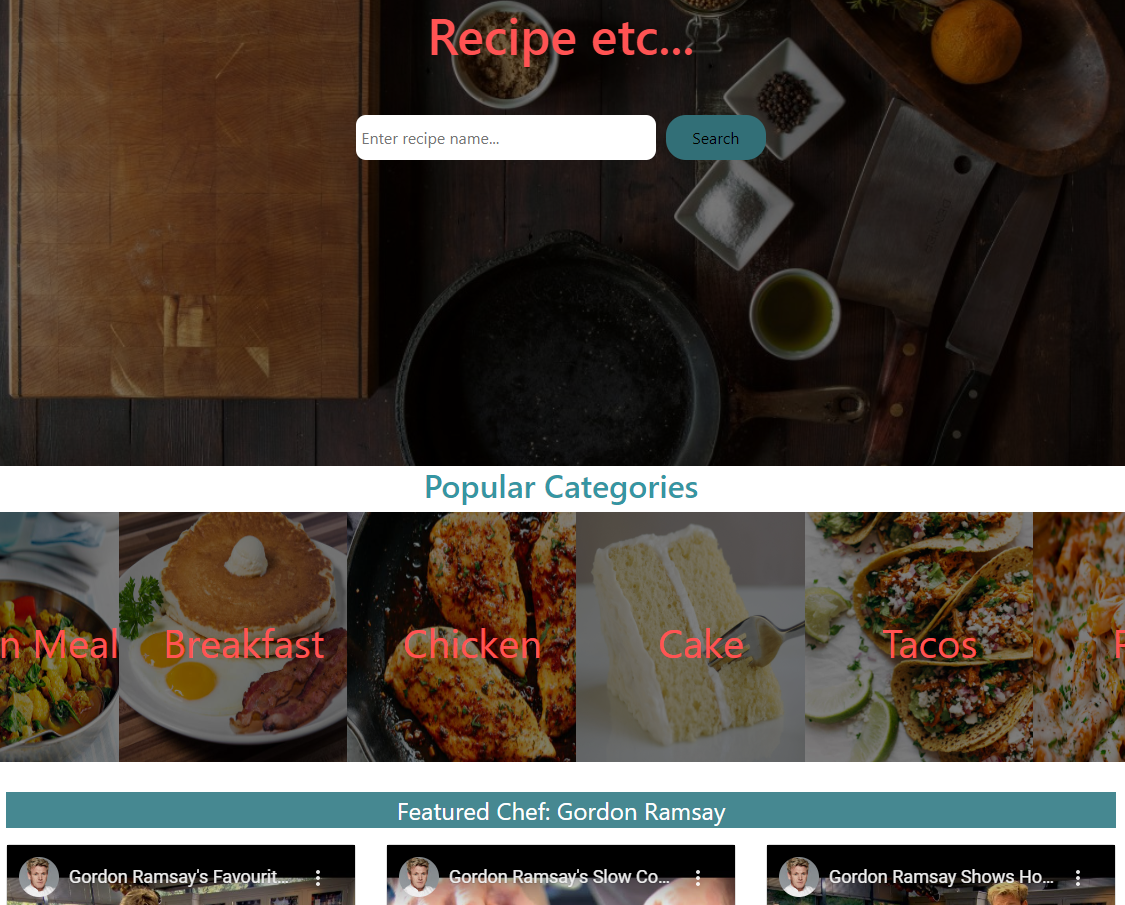 Recipe etc...
Enter recipe name...
Search
Popular Categories
n Meal
Breakfast
Chicken
Cake
Tacos
Featured Chef: Gordon Ramsay
Gordon Ramsay's Favourit...
Gordon Ramsay's Slow Co...
Gordon Ramsay Shows Ho...